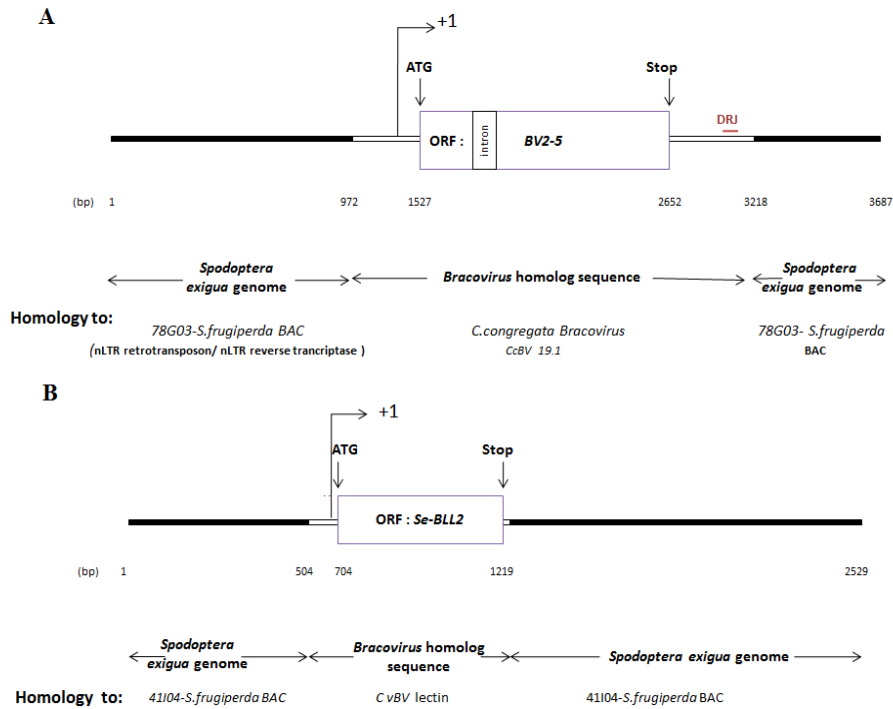 A
+1
ATG
Stop
DRJ
ORF : intron BV2-5
(bp) 1 972 1527 2652 3218 3687
Spodoptera exigua genome
Bracovirus homolog sequence
Spodoptera exigua genome
Homology to:
78G03-S.frugiperda BAC
(nLTR retrotransposon/ nLTR reverse trancriptase )
C.congregata Bracovirus
CcBV 19.1
78G03- S.frugiperda
BAC
B
+1
ATG
Stop
ORF : Se-BLL2
(bp) 1 504 704 1219 2529
Spodoptera exigua genome
Bracovirus homolog sequence
Spodoptera exigua genome
Homology to:
41I04-S.frugiperda BAC
C vBV lectin
41I04-S.frugiperda BAC